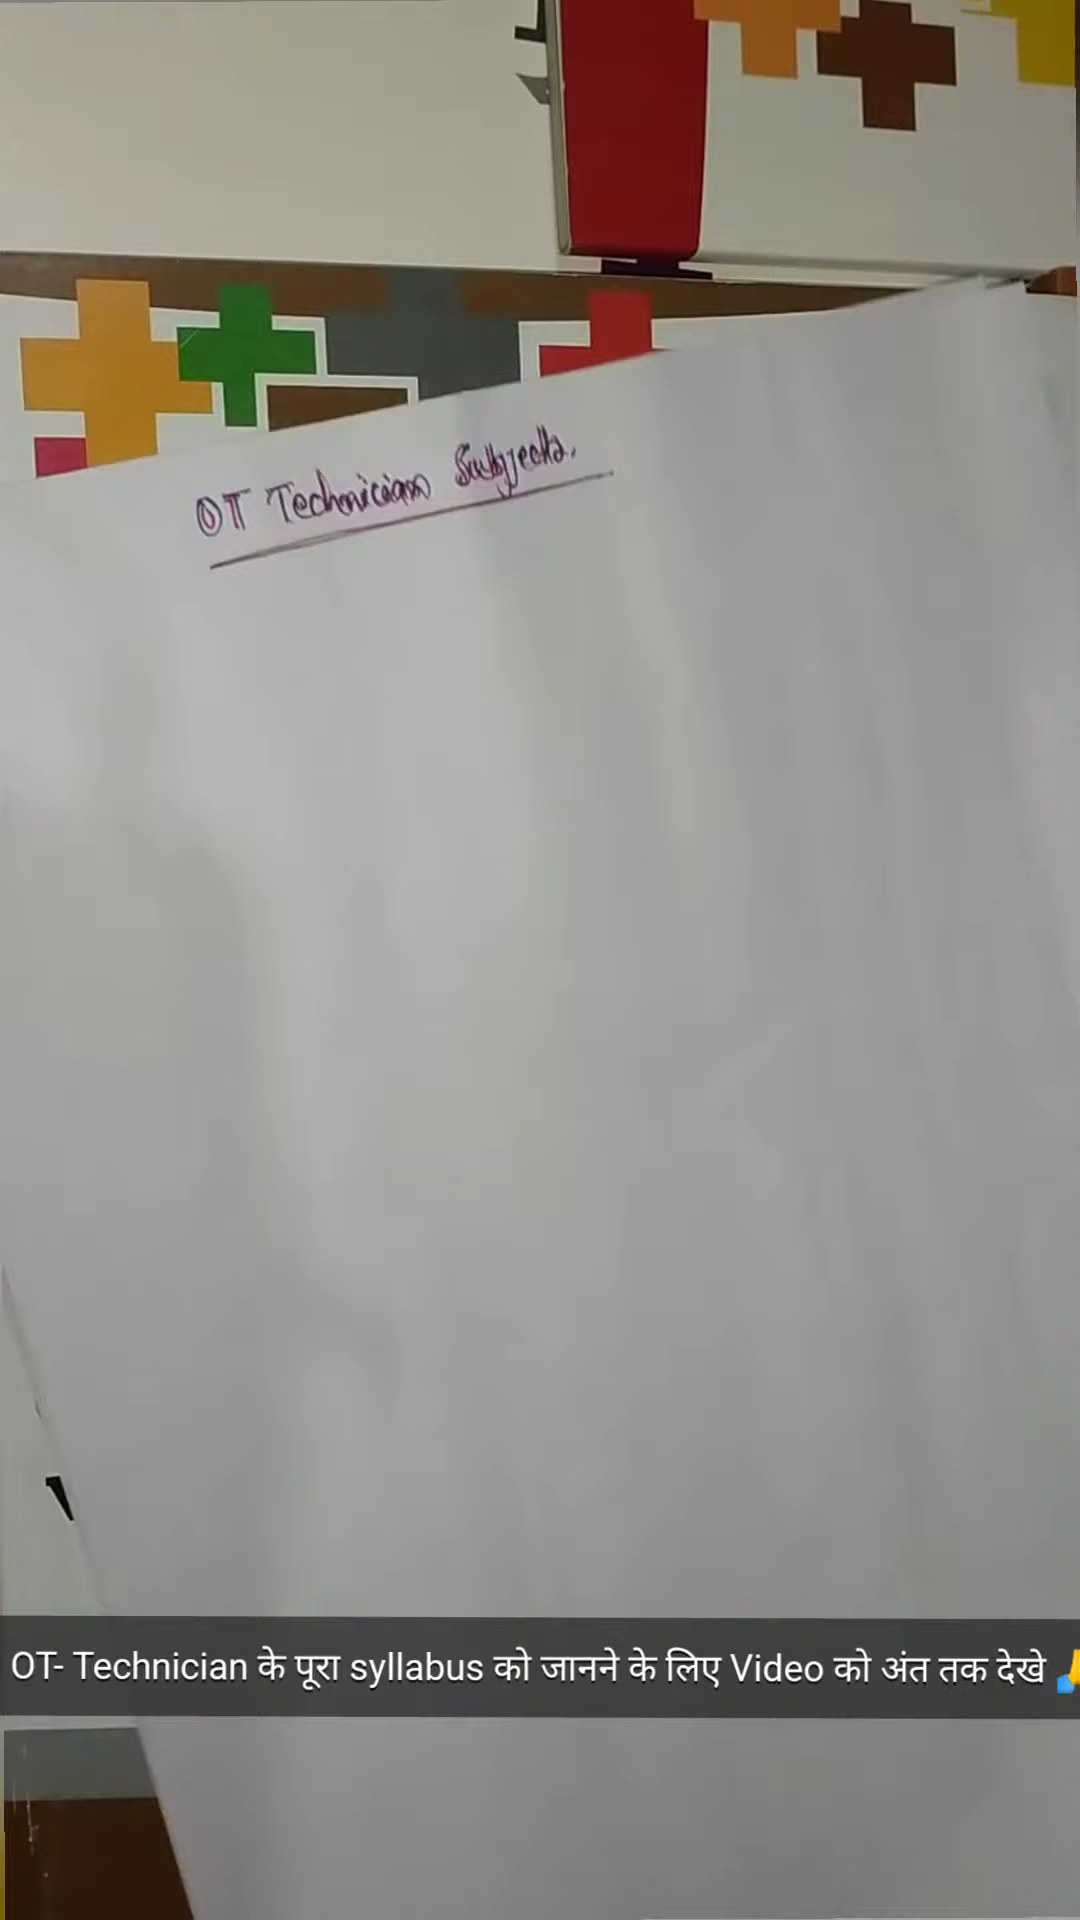 OT Technician Subjects.
OT- Technician के पूरा syllabus को जानने के लिए Video को अंत तक देखे